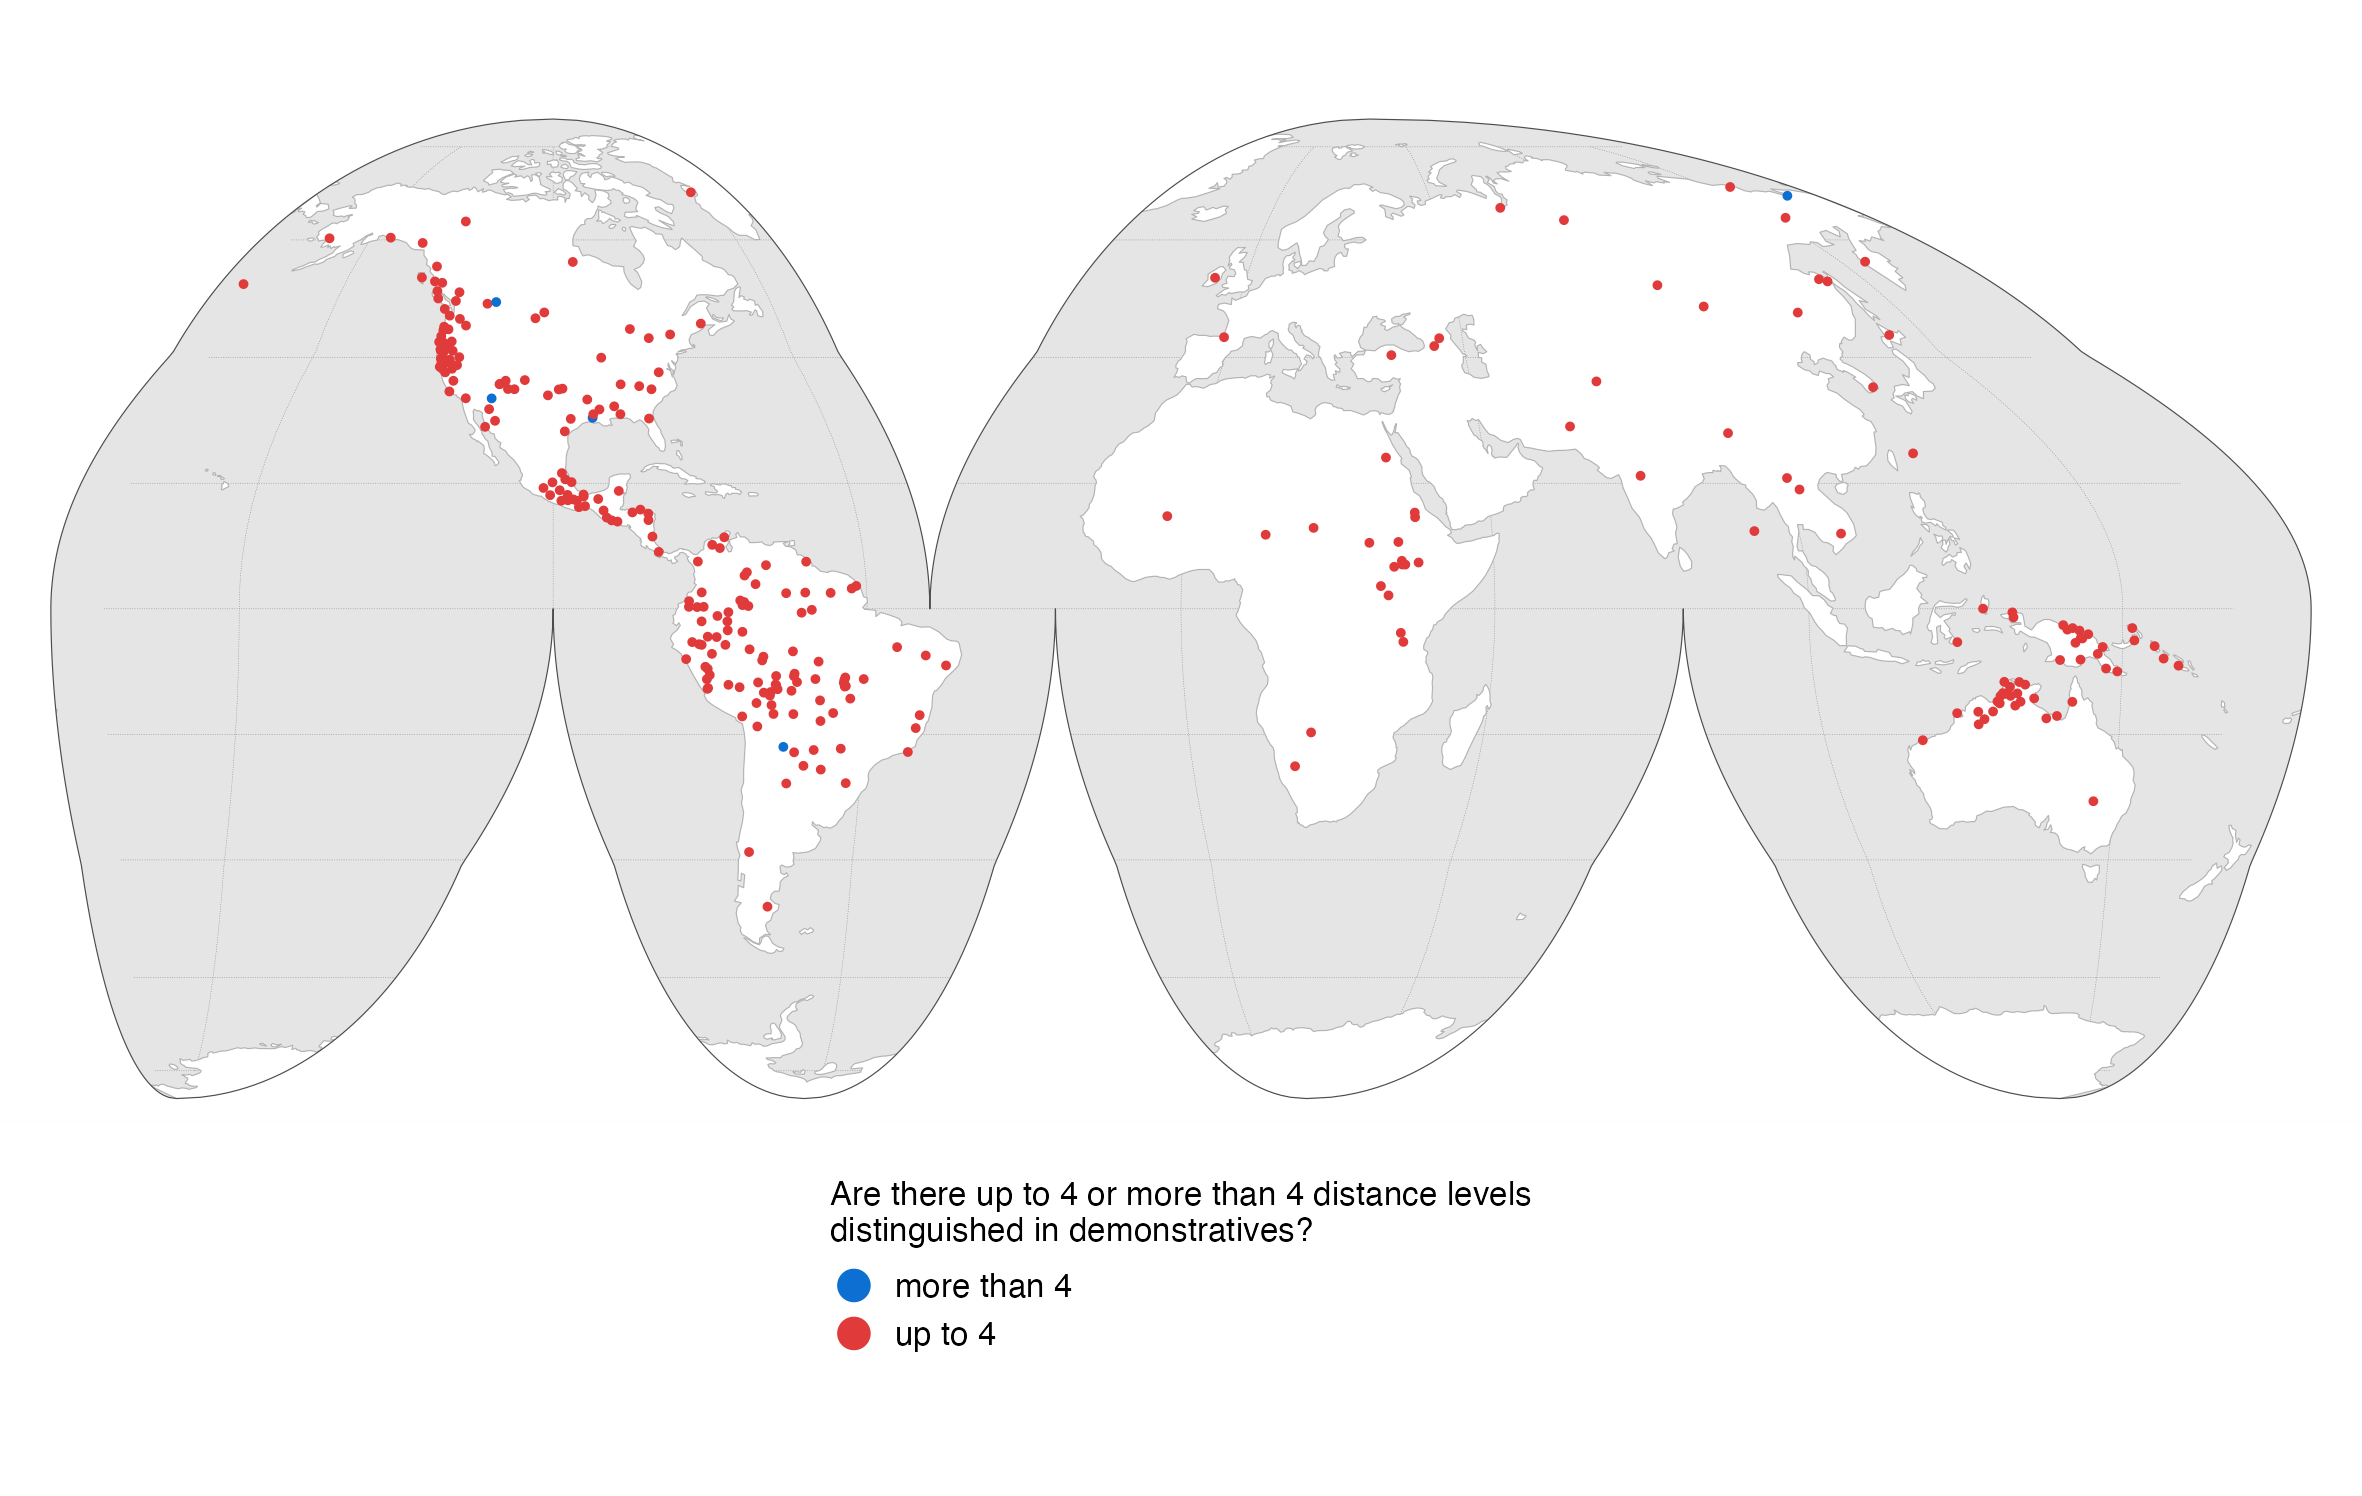 Are there up to 4 or more than 4 distance levels
distinguished in demonstratives?
more than 4
up to 4